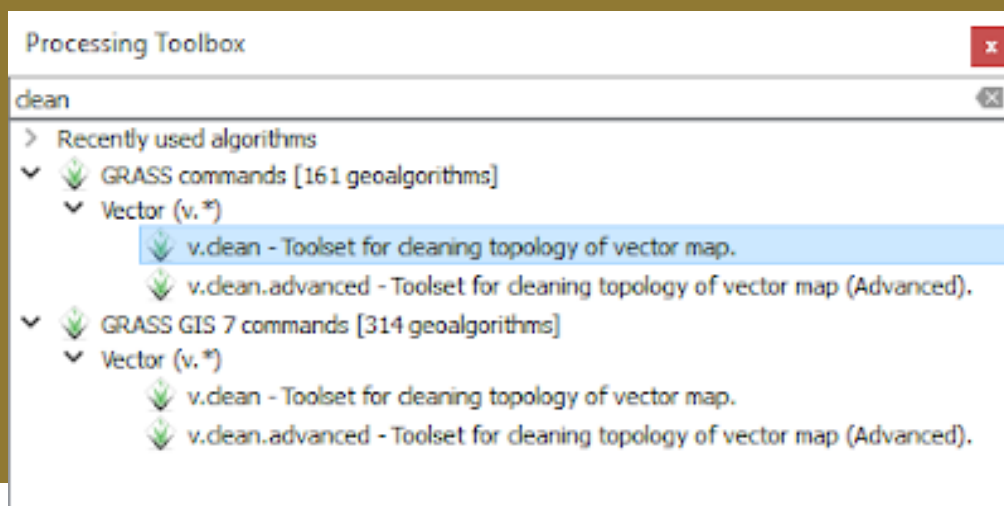 Processing Toolbox
clean
Recently used algorithms
GRASS commands [161 geoalgorithms]
Vector (v.*)
v.clean - Toolset for cleaning topology of vector map.
v.clean.advanced - Toolset for cleaning topology of vector map (Advanced).
GRASS GIS 7 commands [314 geoalgorithms]
Vector (v.*)
v.clean - Toolset for cleaning topology of vector map.
v.clean.advanced - Toolset for cleaning topology of vector map (Advanced).